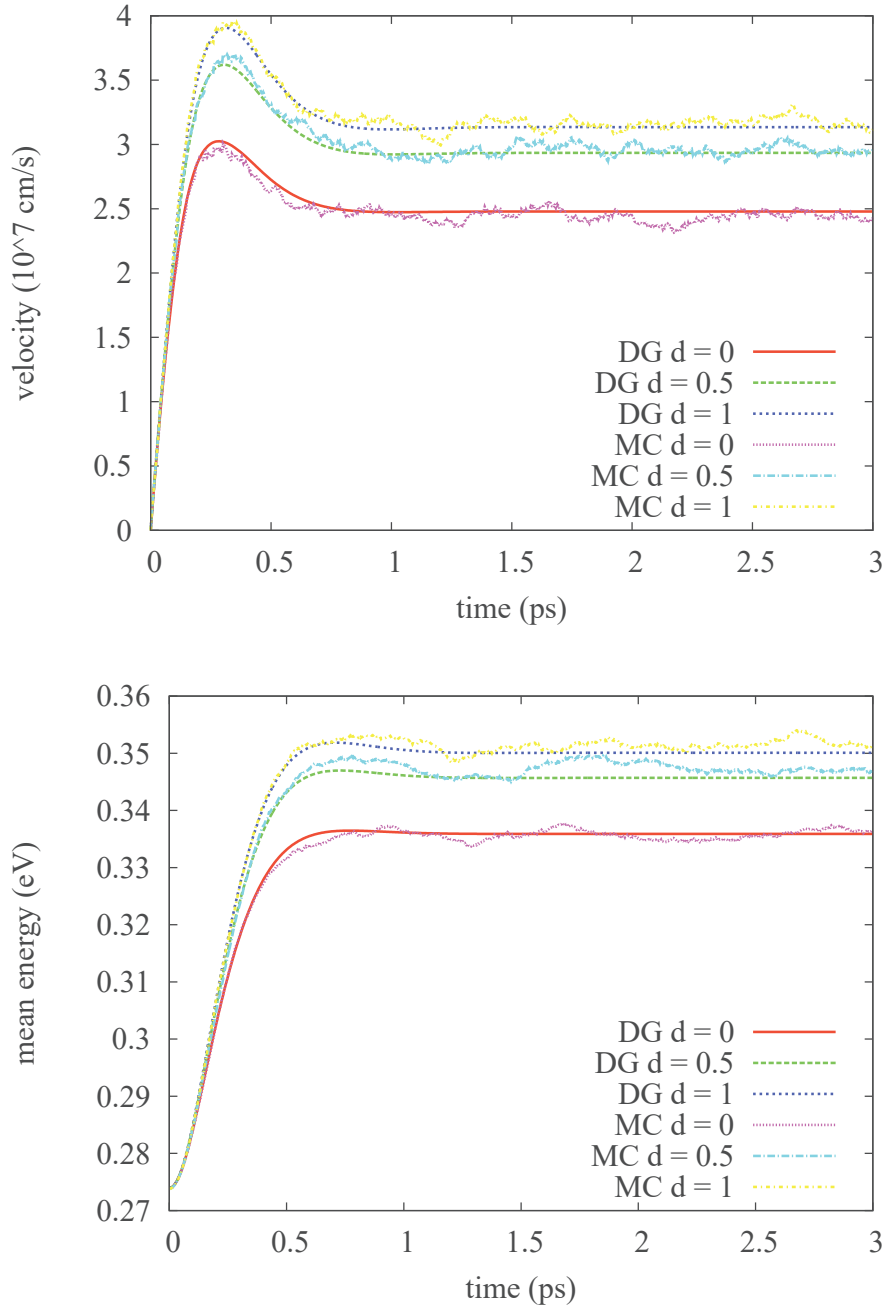 4
3.5
3
2.5
2
1.5
1
0.5
0
velocity (10^7 cm/s)
DG d = 0
DG d = 0.5
DG d = 1
MC d = 0
MC d = 0.5
MC d = 1
0 0.5 1 1.5 2 2.5 3
time (ps)
0.36
0.35
0.34
0.33
0.32
0.31
0.3
0.29
0.28
0.27
mean energy (eV)
DG d = 0
DG d = 0.5
DG d = 1
MC d = 0
MC d = 0.5
MC d = 1
0 0.5 1 1.5 2 2.5 3
time (ps)